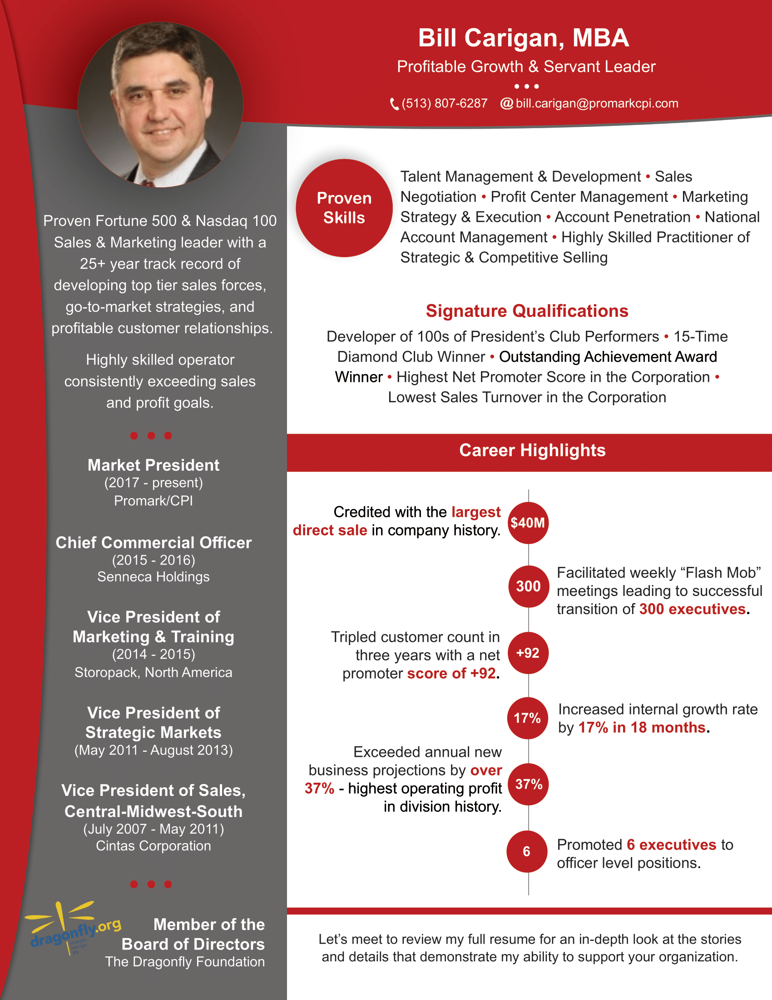 Bill Carigan, MBA
Profitable Growth & Servant Leader
(513) 807-6287 @ bill.carigan@promarkcpi.com
Proven Fortune 500 & Nasdaq 100
Sales & Marketing leader with a
25+ year track record of
developing top tier sales forces,
go-to-market strategies, and
profitable customer relationships.
Highly skilled operator
consistently exceeding sales
and profit goals.
Market President
(2017 - present)
Promark/CPI
Chief Commercial Officer
(2015 - 2016)
Senneca Holdings
Vice President of
Marketing & Training
(2014 - 2015)
Storopack, North America
Vice President of
Strategic Markets
(May 2011 - August 2013)
Vice President of Sales,
Central-Midwest-South
(July 2007 - May 2011)
Cintas Corporation
dragonfly.org
strength.
courage.
joy.
Member of the
Board of Directors
The Dragonfly Foundation
Proven
Skills
Talent Management & Development • Sales
Negotiation • Profit Center Management • Marketing
Strategy & Execution • Account Penetration • National
Account Management • Highly Skilled Practitioner of
Strategic & Competitive Selling
Signature Qualifications
Developer of 100s of President’s Club Performers • 15-Time
Diamond Club Winner • Outstanding Achievement Award
Winner • Highest Net Promoter Score in the Corporation •
Lowest Sales Turnover in the Corporation
Career Highlights
Credited with the largest
direct sale in company history.
$40M
300
Facilitated weekly “Flash Mob”
meetings leading to successful
transition of 300 executives.
Tripled customer count in
three years with a net
promoter score of +92.
+92
17%
Increased internal growth rate
by 17% in 18 months.
Exceeded annual new
business projections by over
37% - highest operating profit
in division history.
37%
6
Promoted 6 executives to
officer level positions.
Let’s meet to review my full resume for an in-depth look at the stories
and details that demonstrate my ability to support your organization.